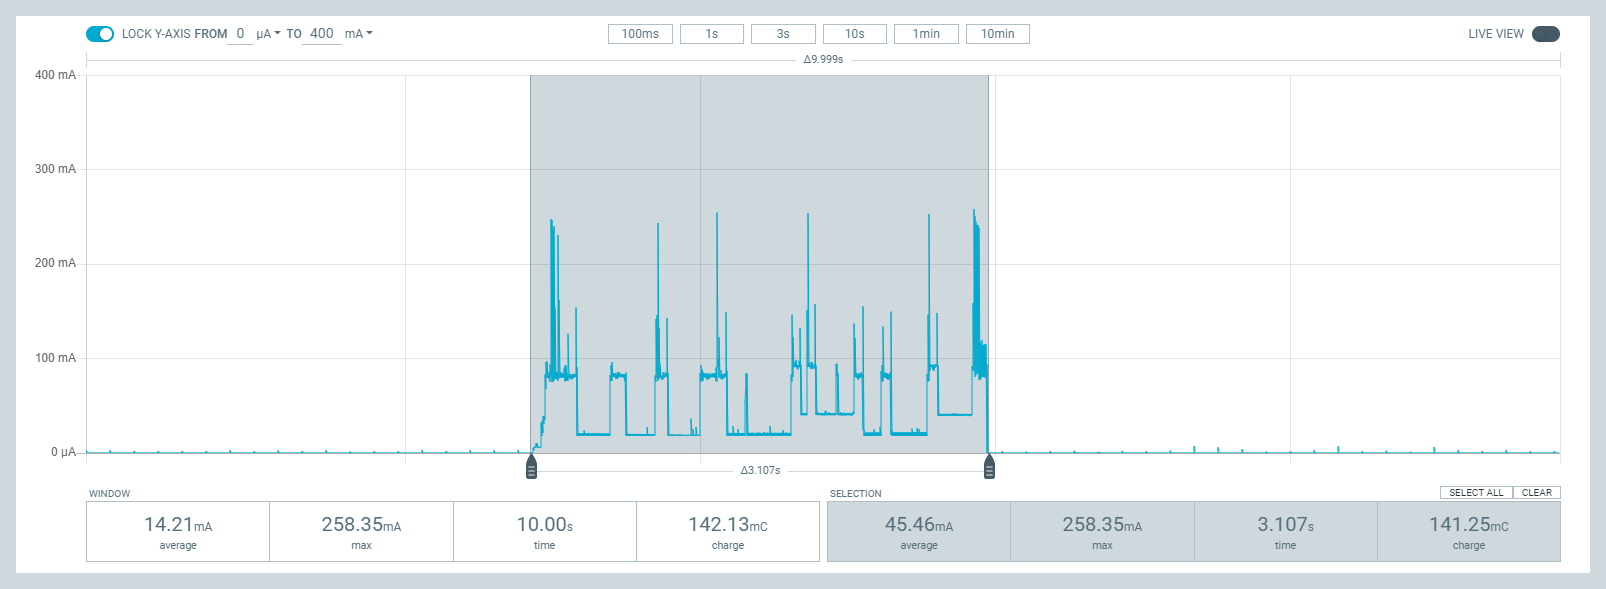 LOCK Y-AXIS FROM 0 µA TO 400 mA 100ms 1s 3s 10s 1min 10min LIVE VIEW
Δ9.999s
400 mA
300 mA
200 mA
100 mA
0 µA
Δ3.107s
WINDOW SELECTION SELECT ALL CLEAR
14.21mA 258.35mA 10.00s 142.13mC 45.46mA 258.35mA 3.107s 141.25mC
average max time charge average max time charge